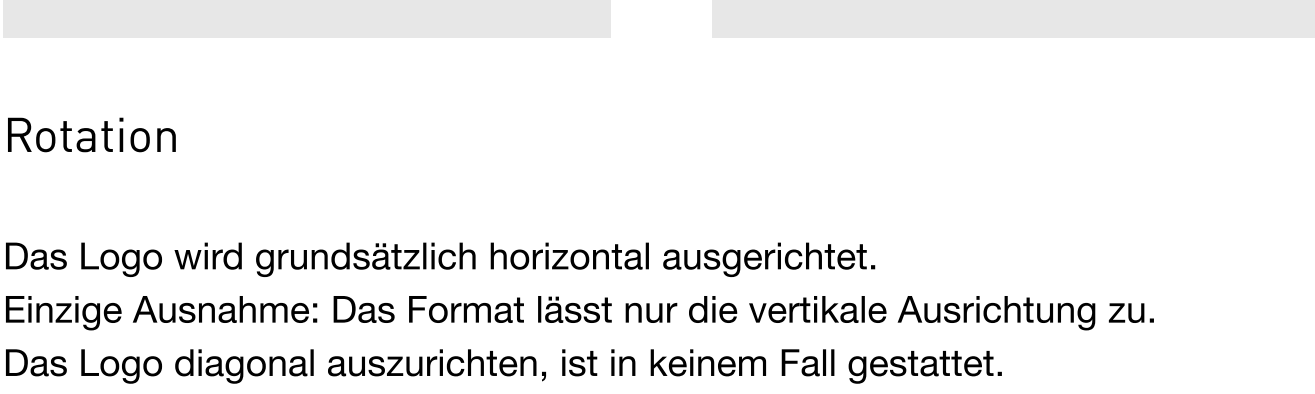 Rotation
Das Logo wird grundsätzlich horizontal ausgerichtet.
Einzige Ausnahme: Das Format lässt nur die vertikale Ausrichtung zu.
Das Logo diagonal auszurichten, ist in keinem Fall gestattet.